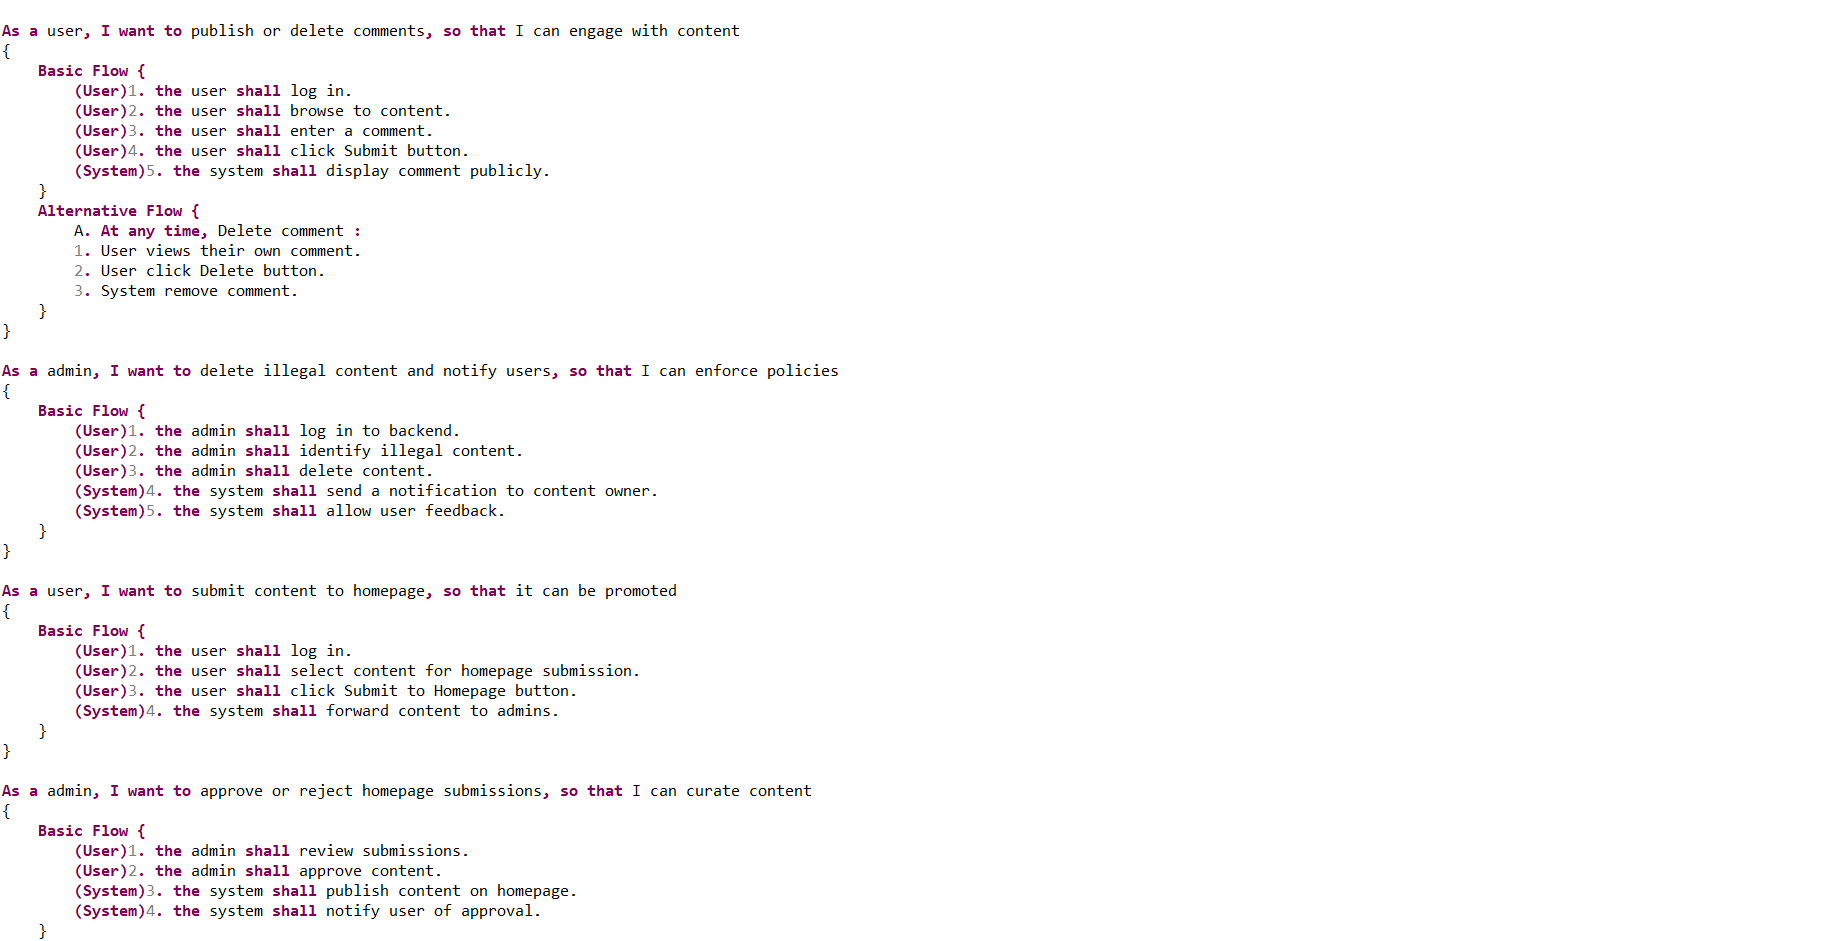 As a user, I want to publish or delete comments, so that I can engage with content
{
    Basic Flow {
        (User)1. the user shall log in.
        (User)2. the user shall browse to content.
        (User)3. the user shall enter a comment.
        (User)4. the user shall click Submit button.
        (System)5. the system shall display comment publicly.
    }
    Alternative Flow {
        A. At any time, Delete comment :
        1. User views their own comment.
        2. User click Delete button.
        3. System remove comment.
    }
}

As a admin, I want to delete illegal content and notify users, so that I can enforce policies
{
    Basic Flow {
        (User)1. the admin shall log in to backend.
        (User)2. the admin shall identify illegal content.
        (User)3. the admin shall delete content.
        (System)4. the system shall send a notification to content owner.
        (System)5. the system shall allow user feedback.
    }
}

As a user, I want to submit content to homepage, so that it can be promoted
{
    Basic Flow {
        (User)1. the user shall log in.
        (User)2. the user shall select content for homepage submission.
        (User)3. the user shall click Submit to Homepage button.
        (System)4. the system shall forward content to admins.
    }
}

As a admin, I want to approve or reject homepage submissions, so that I can curate content
{
    Basic Flow {
        (User)1. the admin shall review submissions.
        (User)2. the admin shall approve content.
        (System)3. the system shall publish content on homepage.
        (System)4. the system shall notify user of approval.
    }